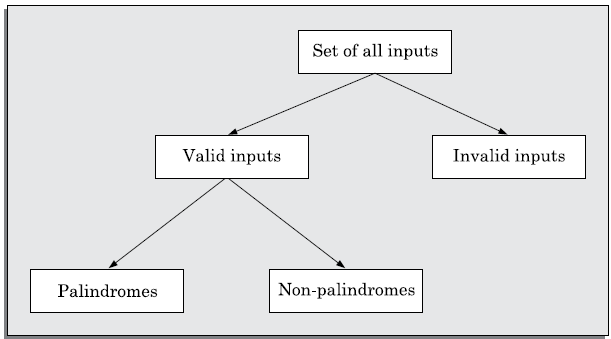 Set of all inputs
Valid inputs
Invalid inputs
Palindromes
Non-palindromes